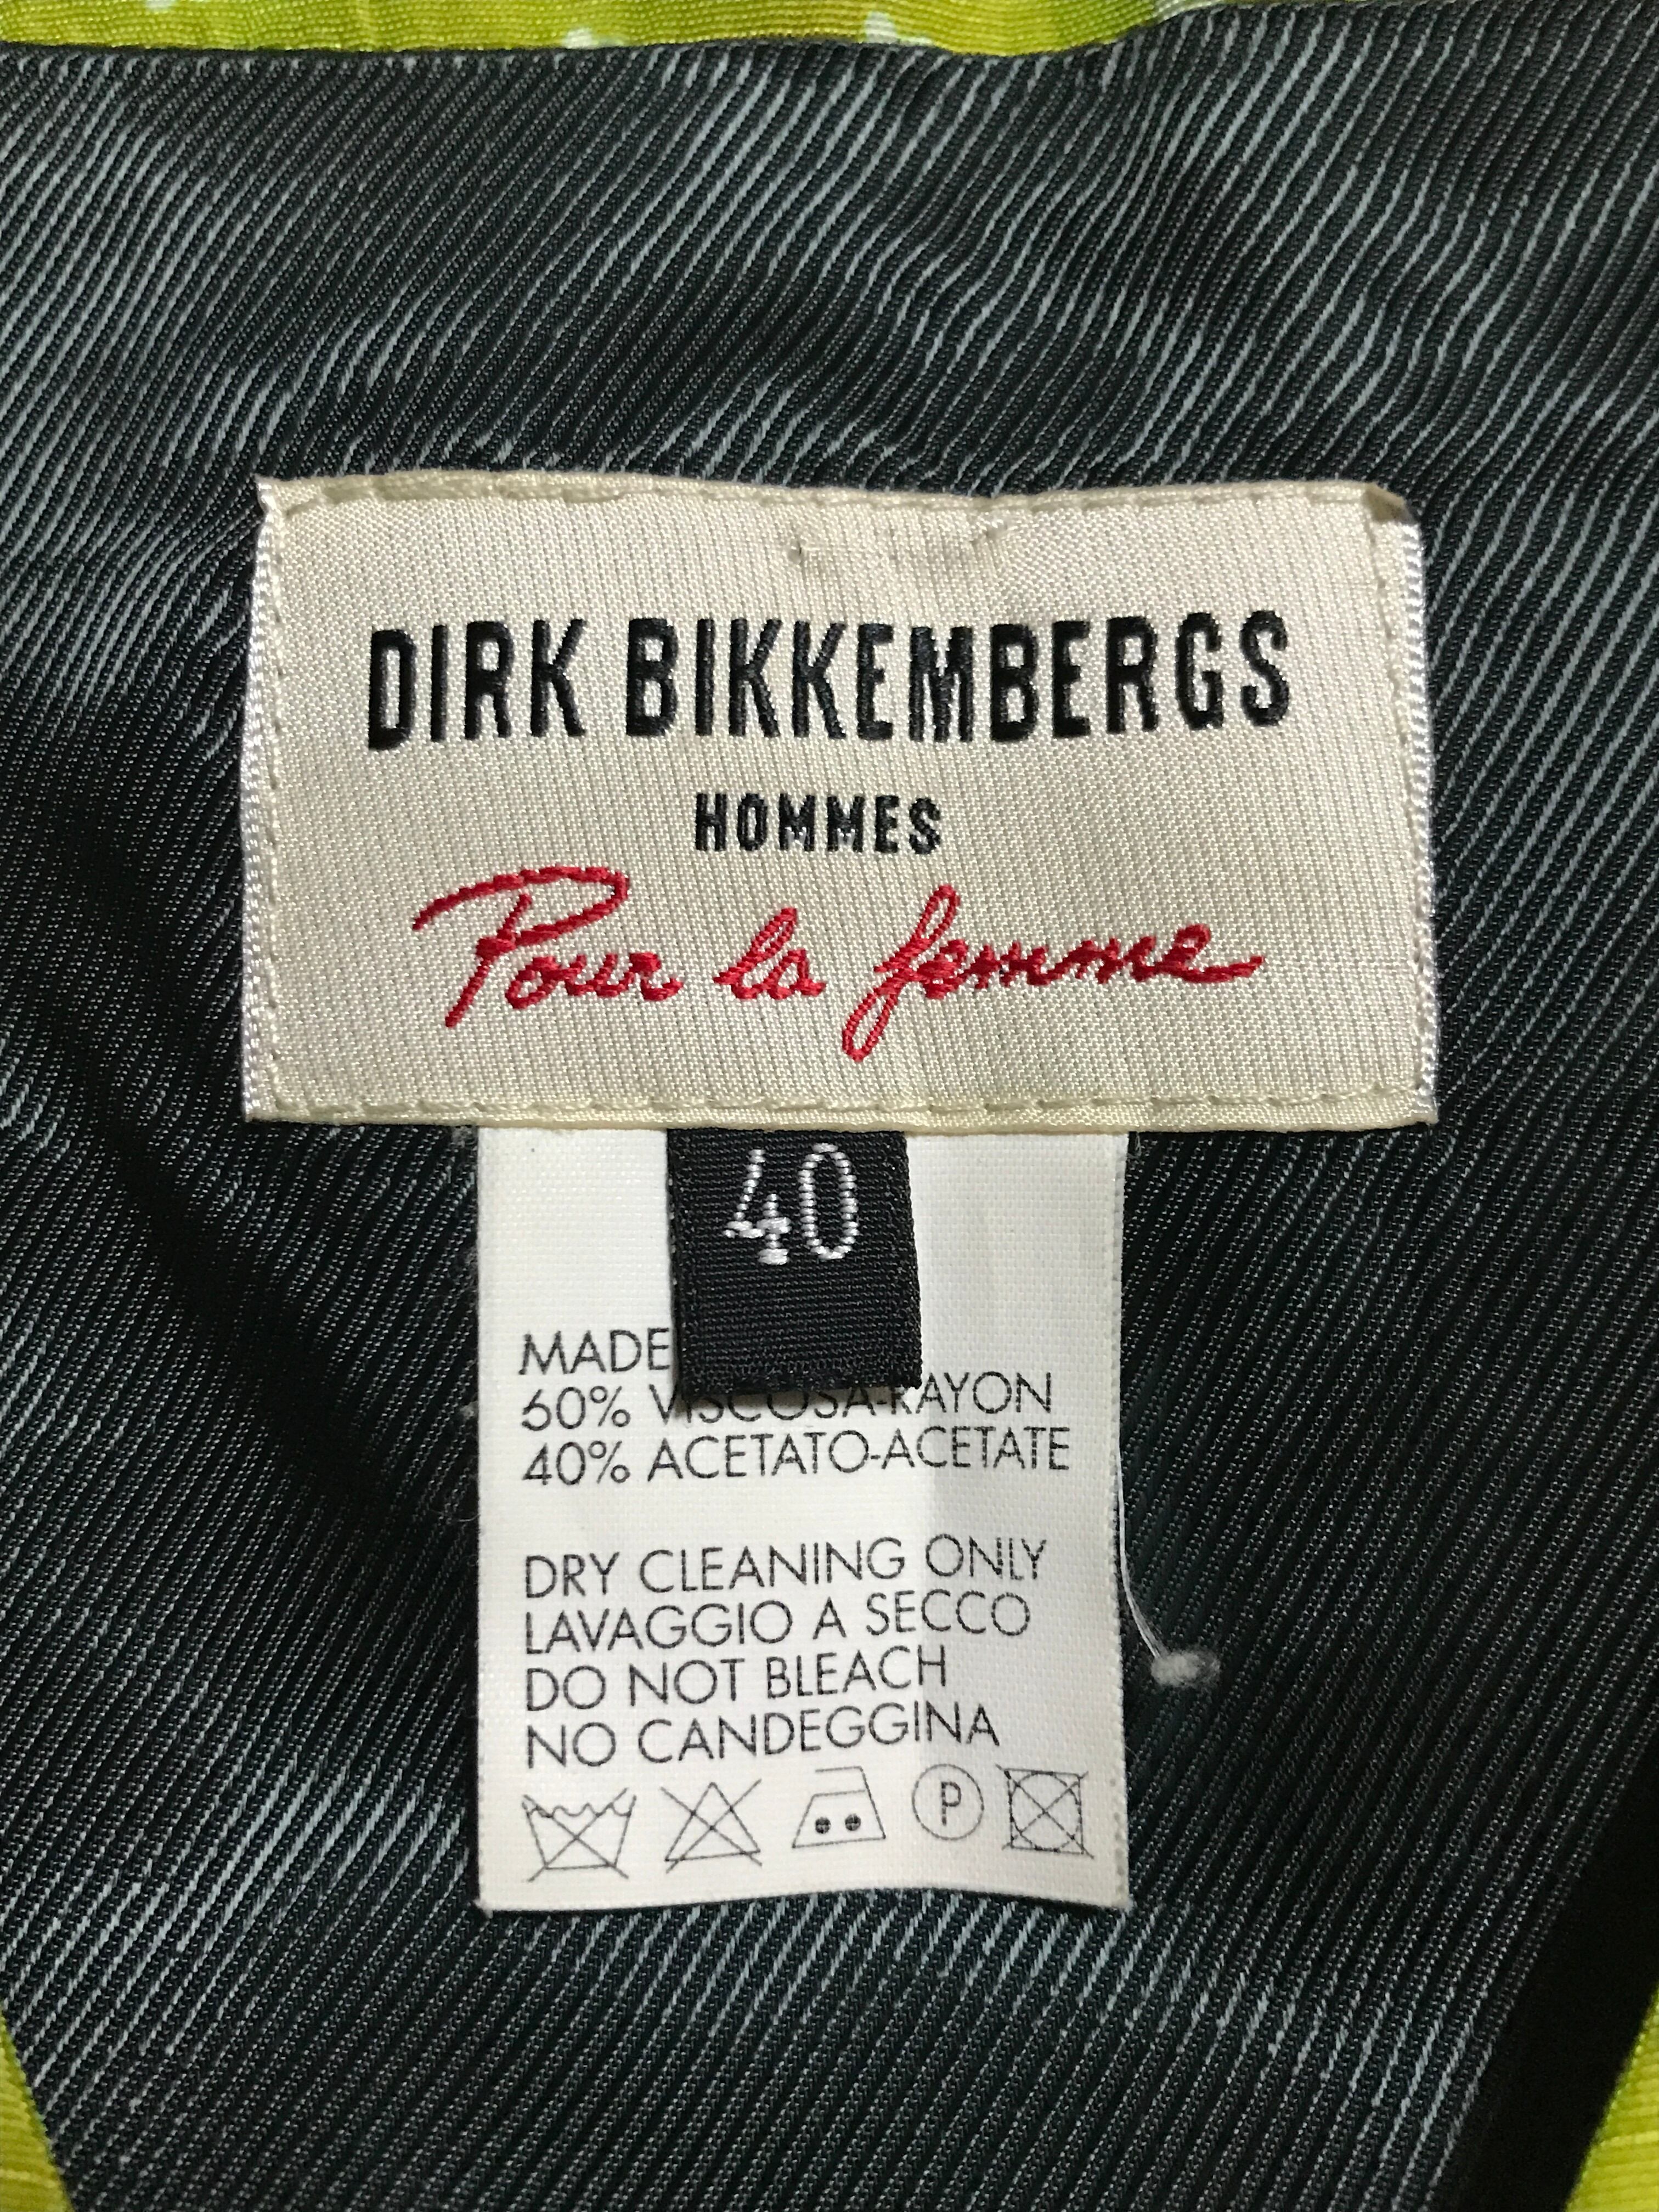 DIRK BIKKEMBERGS
HOMMES
Pour la femme
40
MADE
60% VISCOSA-RAYON
40% ACETATO-ACETATE
DRY CLEANING ONLY
LAVAGGIO A SECCO
DO NOT BLEACH
NO CANDEGGINA
P